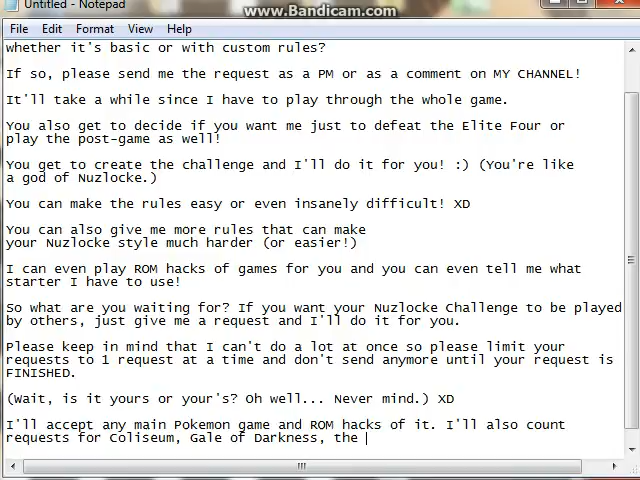 Untitled - Notepad
www.Bandicam.com
File Edit Format View Help
whether it's basic or with custom rules?
If so, please send me the request as a PM or as a comment on MY CHANNEL!
It'll take a while since I have to play through the whole game.
You also get to decide if you want me just to defeat the Elite Four or
play the post-game as well!
You get to create the challenge and I'll do it for you! :) (You're like
a god of Nuzlocke.)
You can make the rules easy or even insanely difficult! XD
You can also give me more rules that can make
your Nuzlocke style much harder (or easier!)
I can even play ROM hacks of games for you and you can even tell me what
starter I have to use!
So what are you waiting for? If you want your Nuzlocke Challenge to be played
by others, just give me a request and I'll do it for you.
Please keep in mind that I can't do a lot at once so please limit your
requests to 1 request at a time and don't send anymore until your request is
FINISHED.
(Wait, is it yours or your's? Oh well... Never mind.) XD
I'll accept any main Pokemon game and ROM hacks of it. I'll also count
requests for Coliseum, Gale of Darkness, the